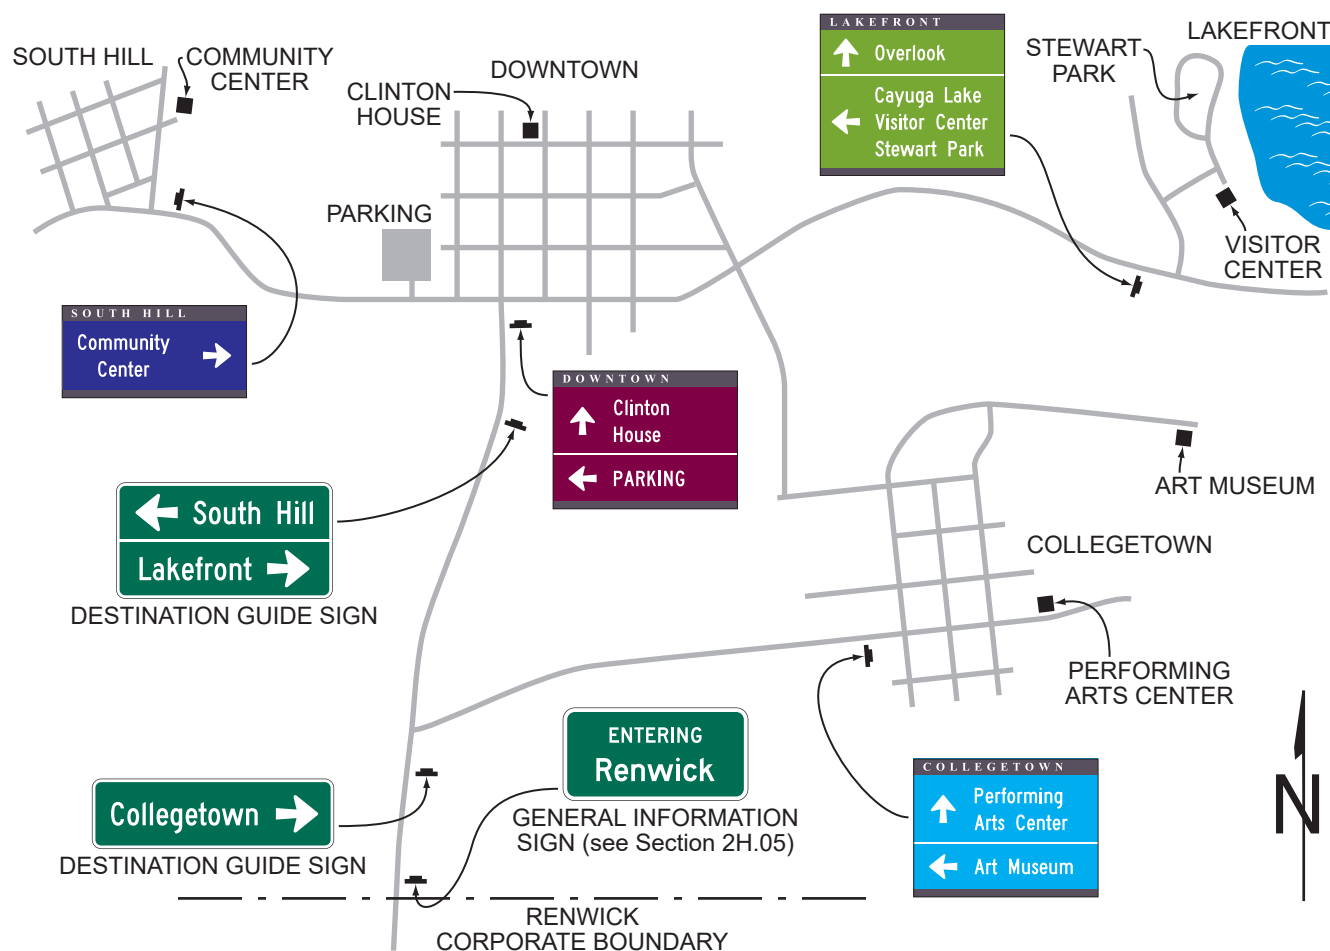 SOUTH HILL
COMMUNITY
CENTER
CLINTON
HOUSE
DOWNTOWN
PARKING
LAKEFRONT
Overlook
Cayuga Lake
Visitor Center
Stewart Park
STEWART
PARK
LAKEFRONT
VISITOR
CENTER
SOUTH HILL
Community
Center
DOWNTOWN
Clinton
House
PARKING
South Hill
Lakefront
DESTINATION GUIDE SIGN
ART MUSEUM
COLLEGETOWN
PERFORMING
ARTS CENTER
ENTERING
Renwick
GENERAL INFORMATION
SIGN (see Section 2H.05)
Collegetown
DESTINATION GUIDE SIGN
COLLEGETOWN
Performing
Arts Center
Art Museum
N
RENWICK
CORPORATE BOUNDARY